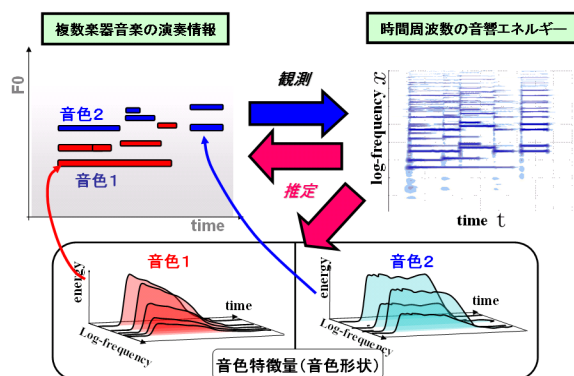 複数楽器音楽の演奏情報
時間周波数の音響エネルギー
F0
音色2
音色1
time
観測
推定
log-frequency x
time t
音色1
energy
time
Log-frequency
音色2
energy
time
Log-frequency
音色特徴量(音色形状)